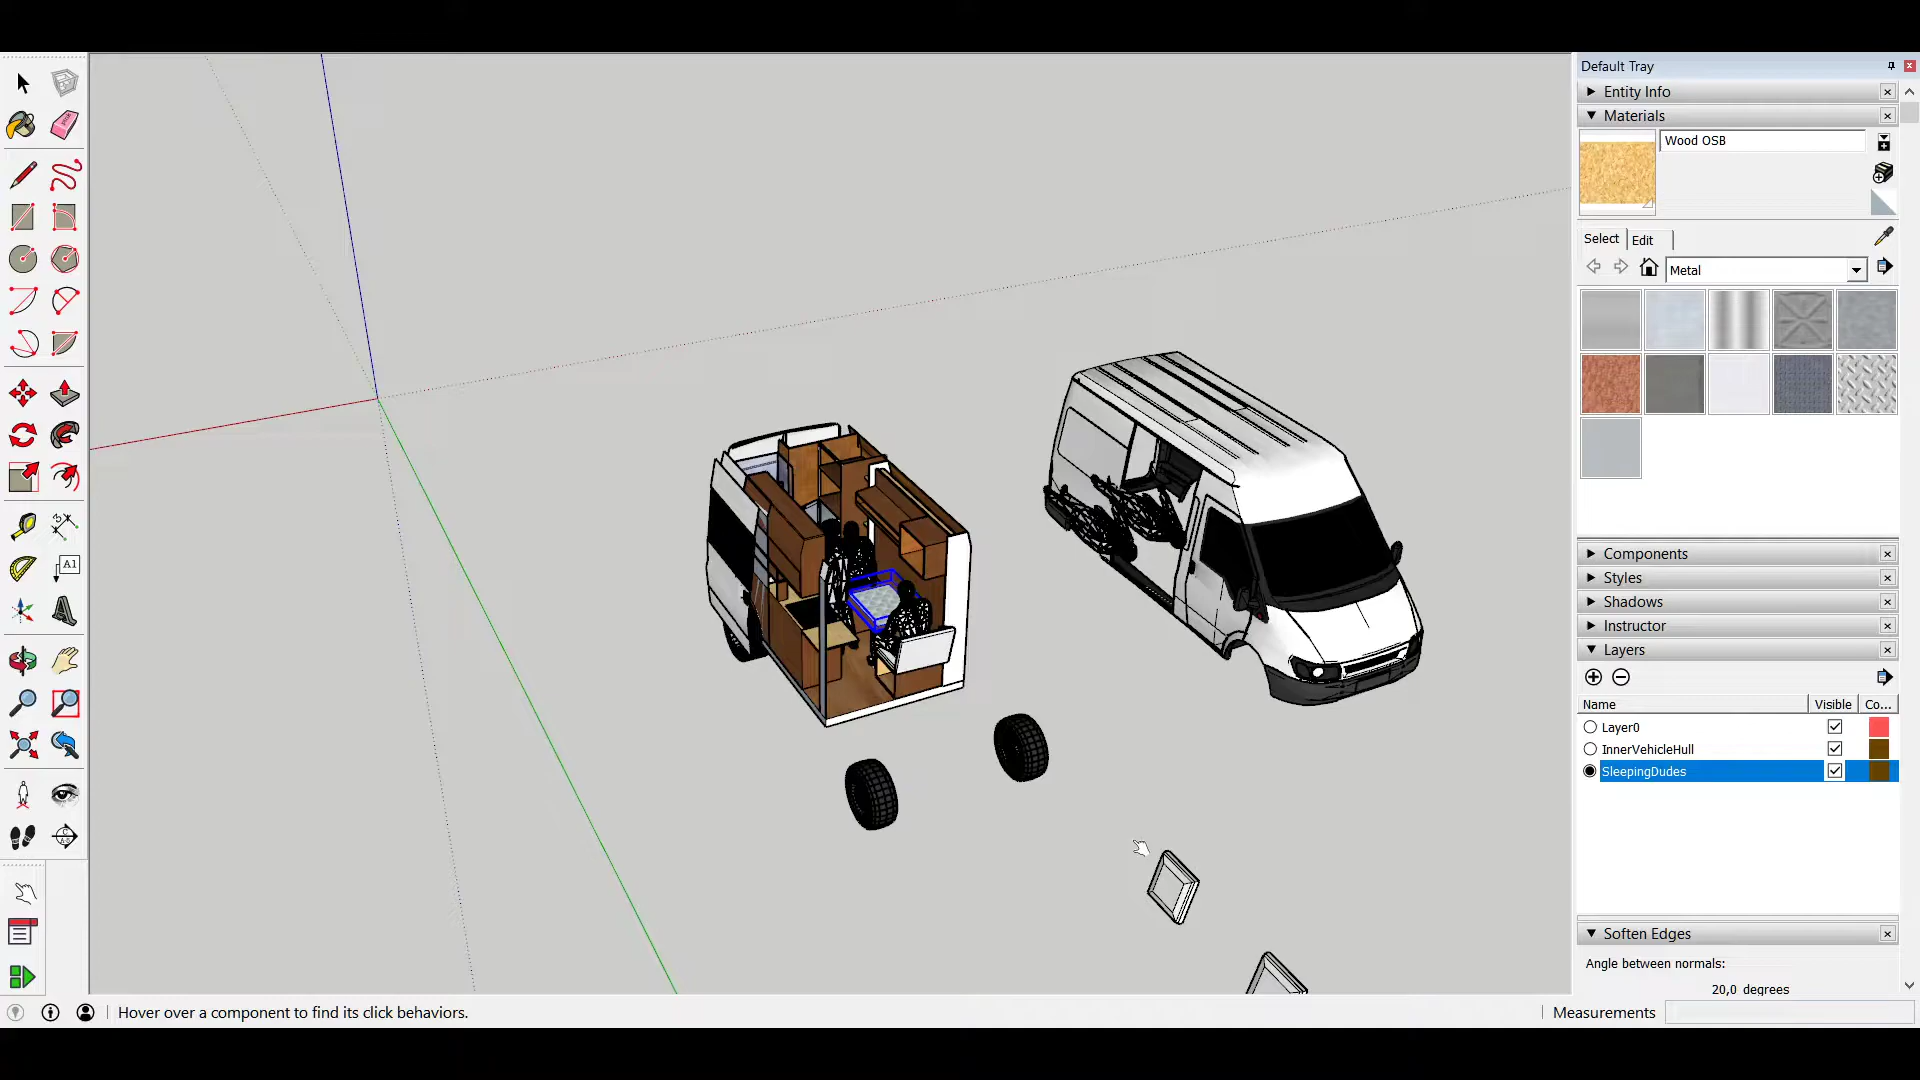 Default Tray
Entity Info
Materials
Wood OSB
Select
Edit
Metal
A1
Components
Styles
Shadows
Instructor
Layers
Name
Visible
Co...
Layer0
InnerVehicleHull
SleepingDudes
Soften Edges
Angle between normals:
20,0 degrees
Hover over a component to find its click behaviors.
Measurements